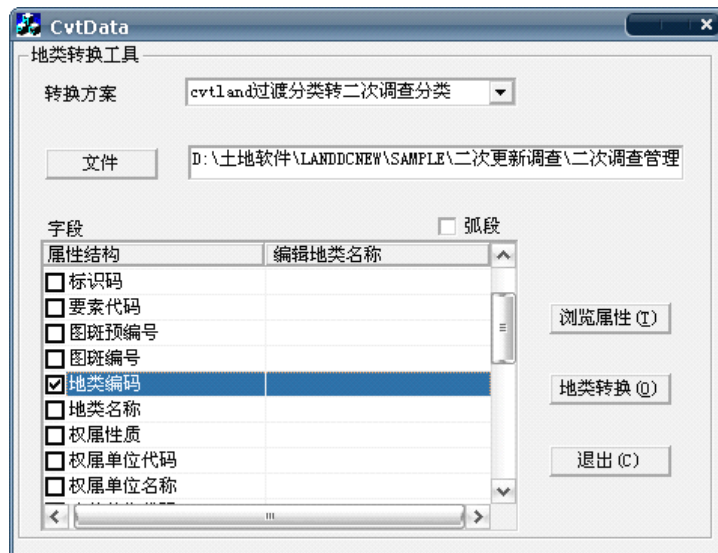 CvtData
地类转换工具
转换方案 cvtland过渡分类转二次调查分类
文件 D:\土地软件\LANDDCNEW\SAMPLE\二次更新调查\二次调查管理
字段 弧段
属性结构 编辑地类名称
标识码
要素代码
浏览属性(T)
图斑预编号
图斑编号
地类编码
地类转换(Q)
地类名称
权属性质
权属单位代码
退出(C)
权属单位名称